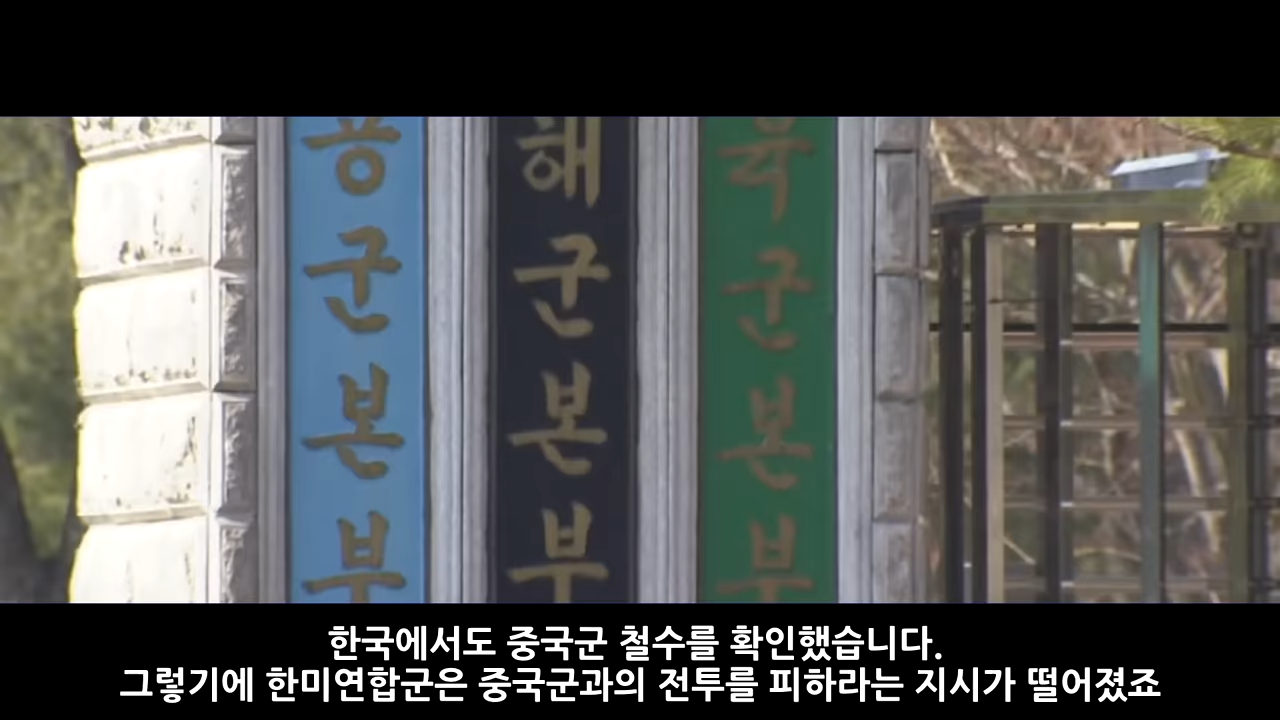 공군본부
해군본부
육군본부
한국에서도 중국군 철수를 확인했습니다.
그렇기에 한미연합군은 중국군과의 전투를 피하라는 지시가 떨어졌죠